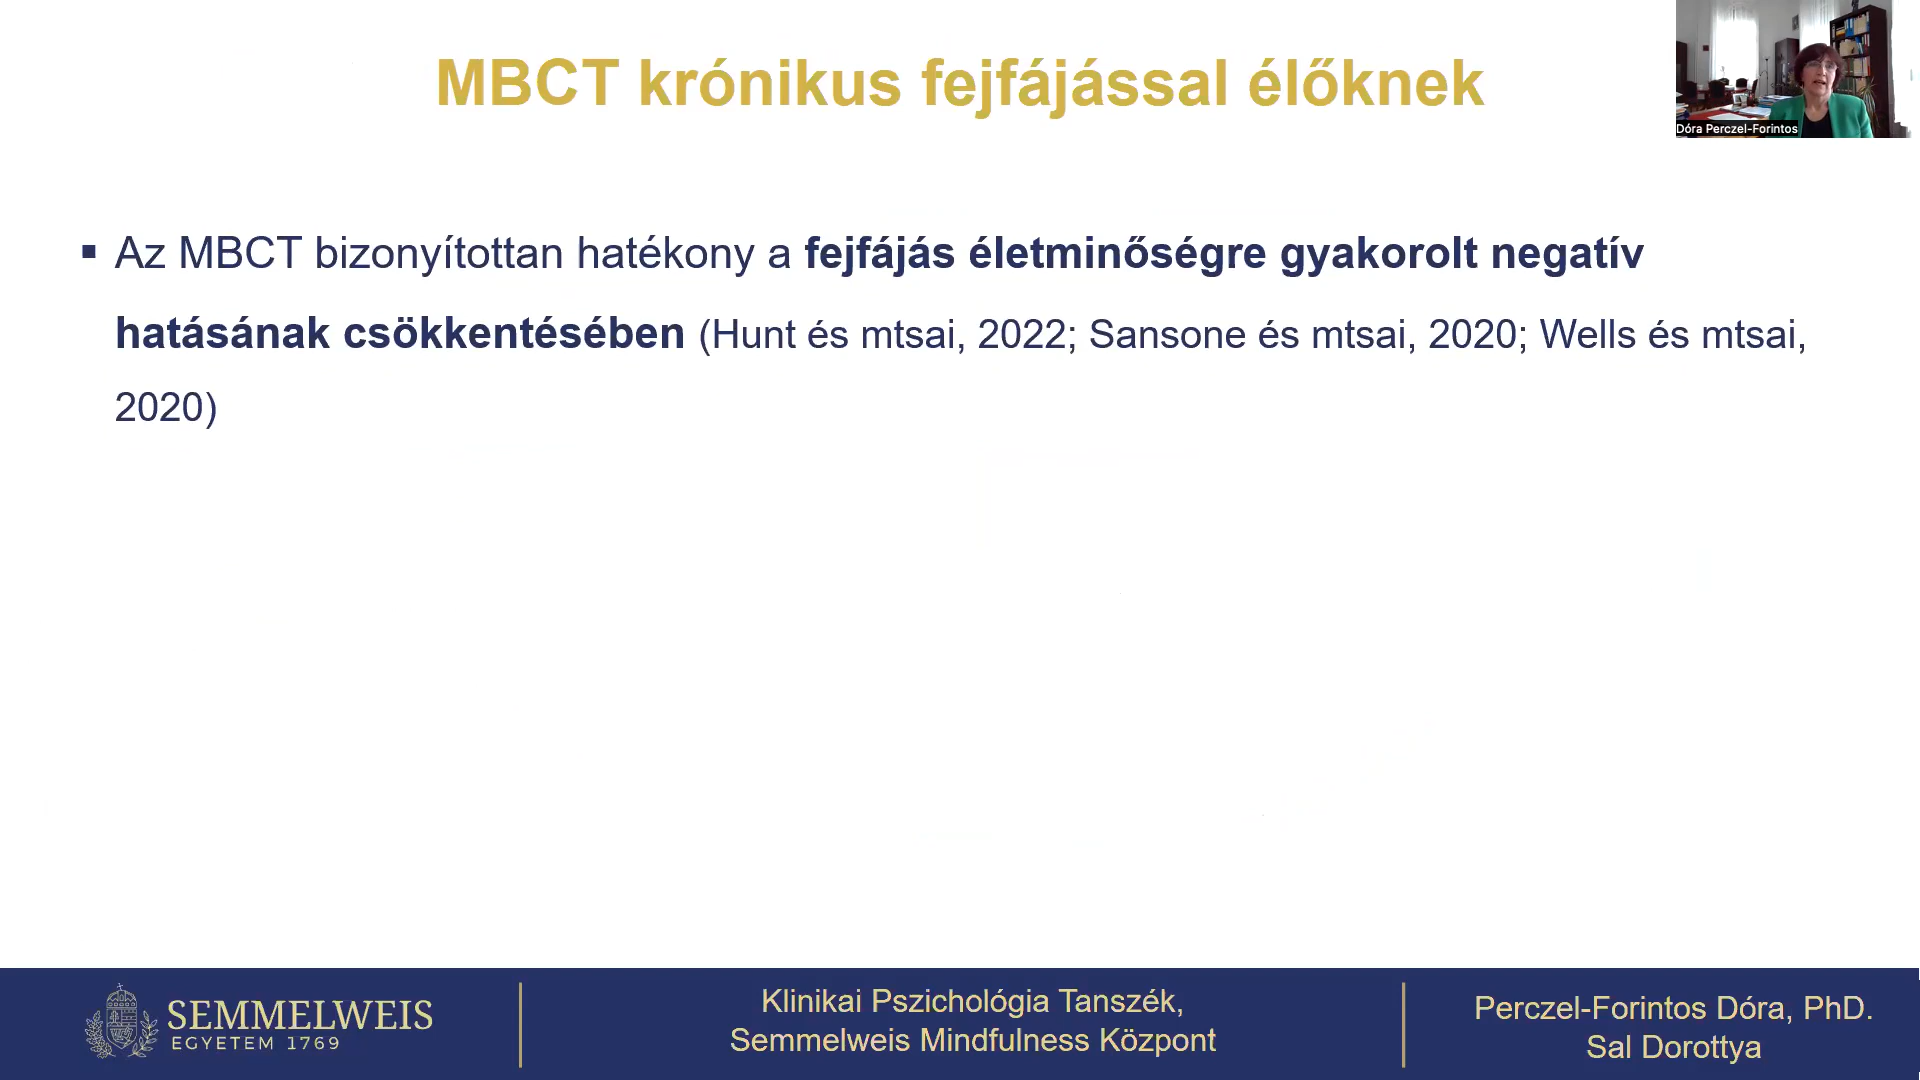 MBCT krónikus fejfájással élőknek
Dóra Perczel-Forintos
▪ Az MBCT bizonyítottan hatékony a fejfájás életminőségre gyakorolt negatív
hatásának csökkentésében (Hunt és mtsai, 2022; Sansone és mtsai, 2020; Wells és mtsai,
2020)
SEMMELWEIS
EGYETEM 1769
Klinikai Pszichológia Tanszék,
Semmelweis Mindfulness Központ
Perczel-Forintos Dóra, PhD.
Sal Dorottya